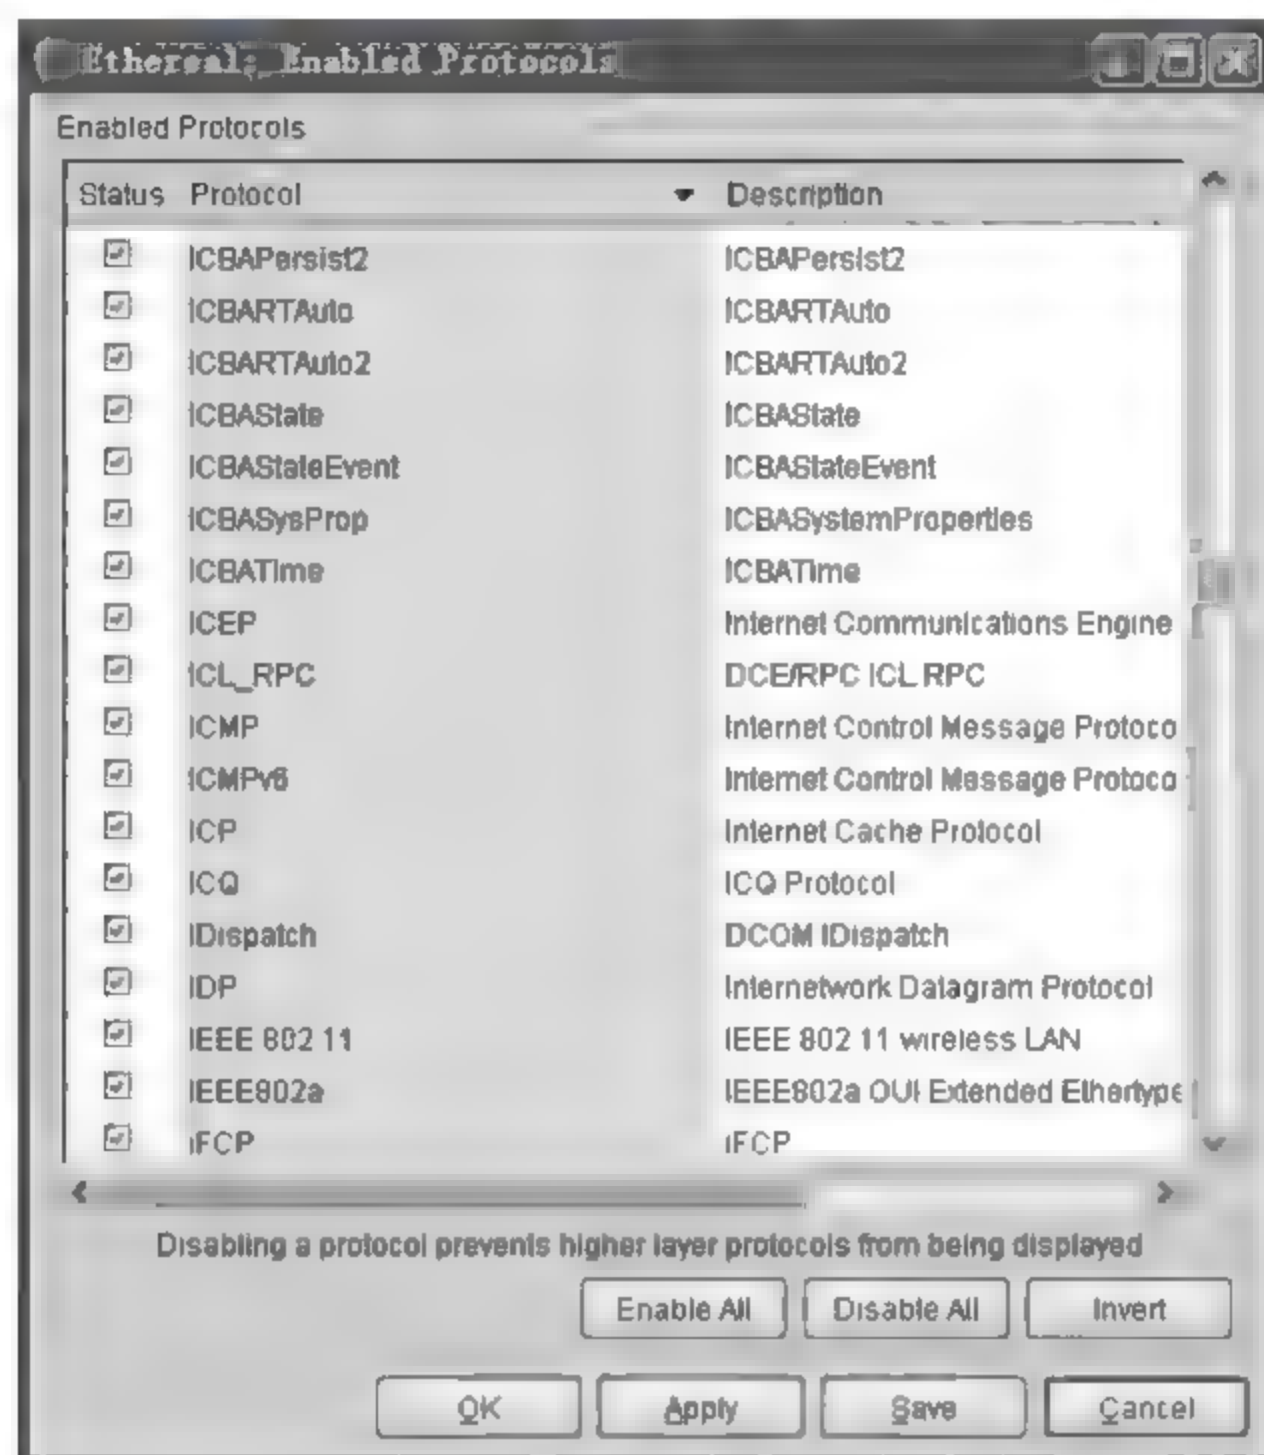 Ethereal: Enabled Protocols
Enabled Protocols
Status Protocol Description
ICBAPersist2 ICBAPersist2
ICBARTAuto ICBARTAuto
ICBARTAuto2 ICBARTAuto2
ICBAState ICBAState
ICBAStateEvent ICBAStateEvent
ICBASysProp ICBASystemProperties
ICBATime ICBATime
ICEP Internet Communications Engine
ICL_RPC DCE/RPC ICL RPC
ICMP Internet Control Message Protoco
ICMPv6 Internet Control Message Protoco
ICP Internet Cache Protocol
ICQ ICQ Protocol
IDispatch DCOM IDispatch
IDP Internetwork Datagram Protocol
IEEE 802 11 IEEE 802 11 wireless LAN
IEEE802a IEEE802a OUI Extended Ethertype
iFCP iFCP
Disabling a protocol prevents higher layer protocols from being displayed
Enable All Disable All Invert
OK Apply Save Cancel